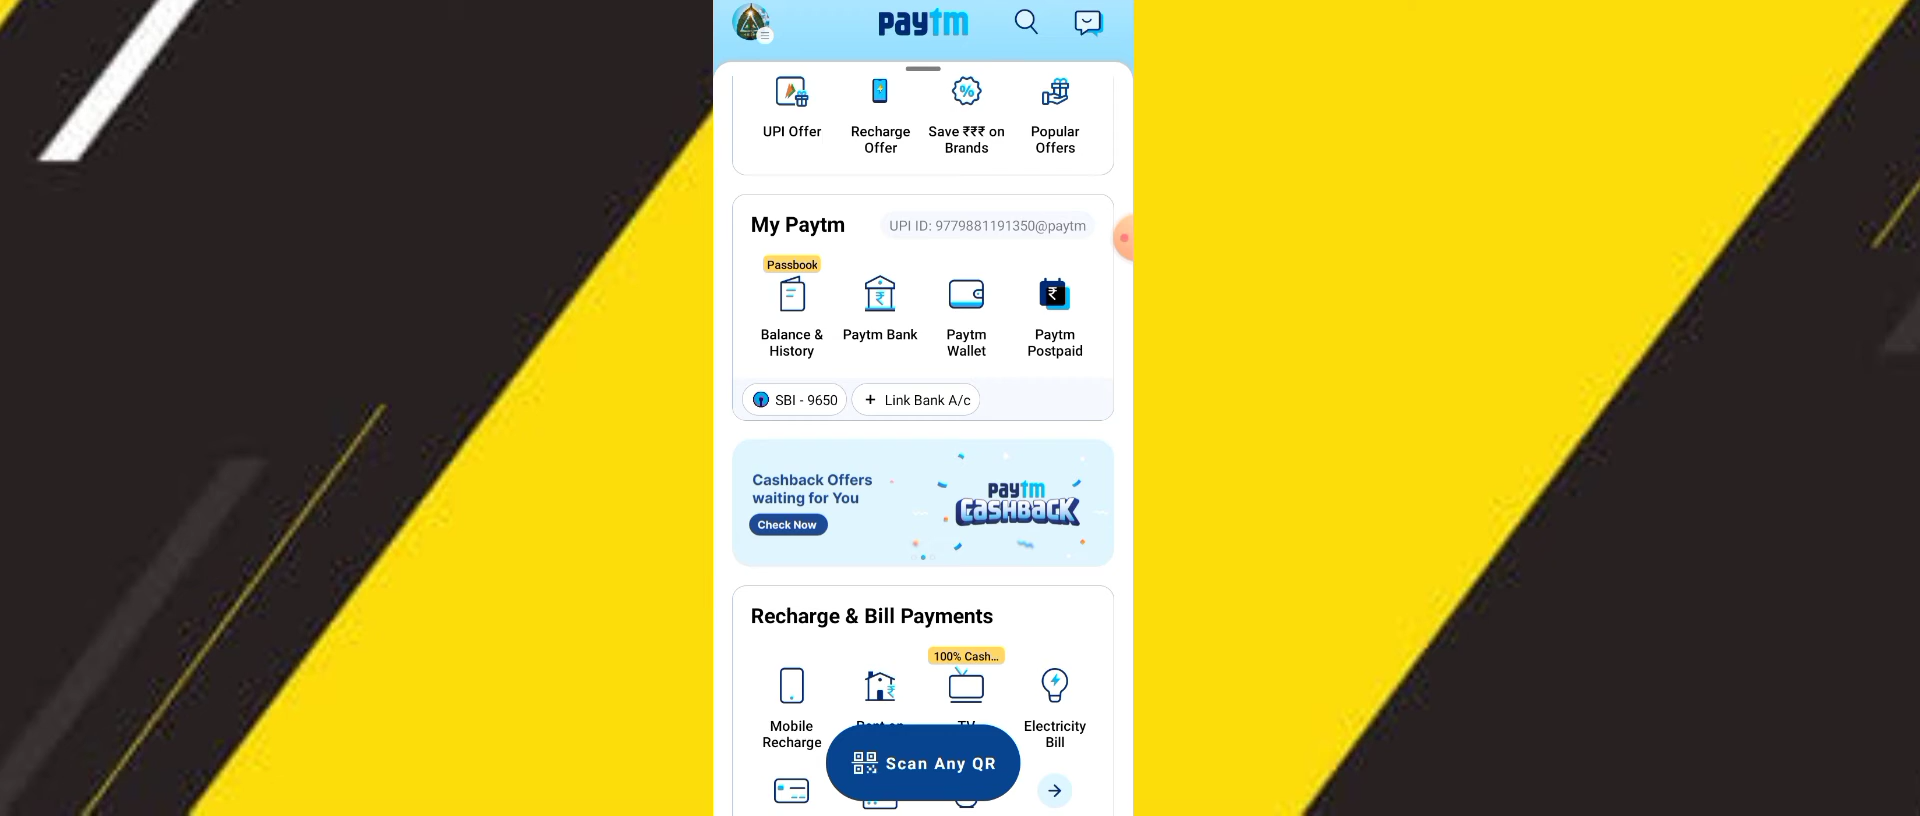 paytm
UPI Offer
Recharge Offer
Save ₹₹₹ on Brands
Popular Offers
My Paytm
UPI ID: 9779881191350@paytm
Passbook
Balance & History
Paytm Bank
Paytm Wallet
Paytm Postpaid
SBI - 9650
+ Link Bank A/c
Cashback Offers
waiting for You
Check Now
paytm
CASHBACK
Recharge & Bill Payments
100% Cash...
Mobile Recharge
TV
Electricity Bill
Scan Any QR